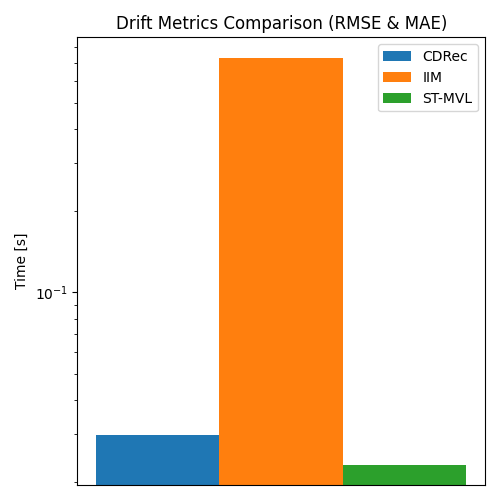 Drift Metrics Comparison (RMSE & MAE)
CDRec
IIM
ST-MVL
Time [s]
10⁻¹